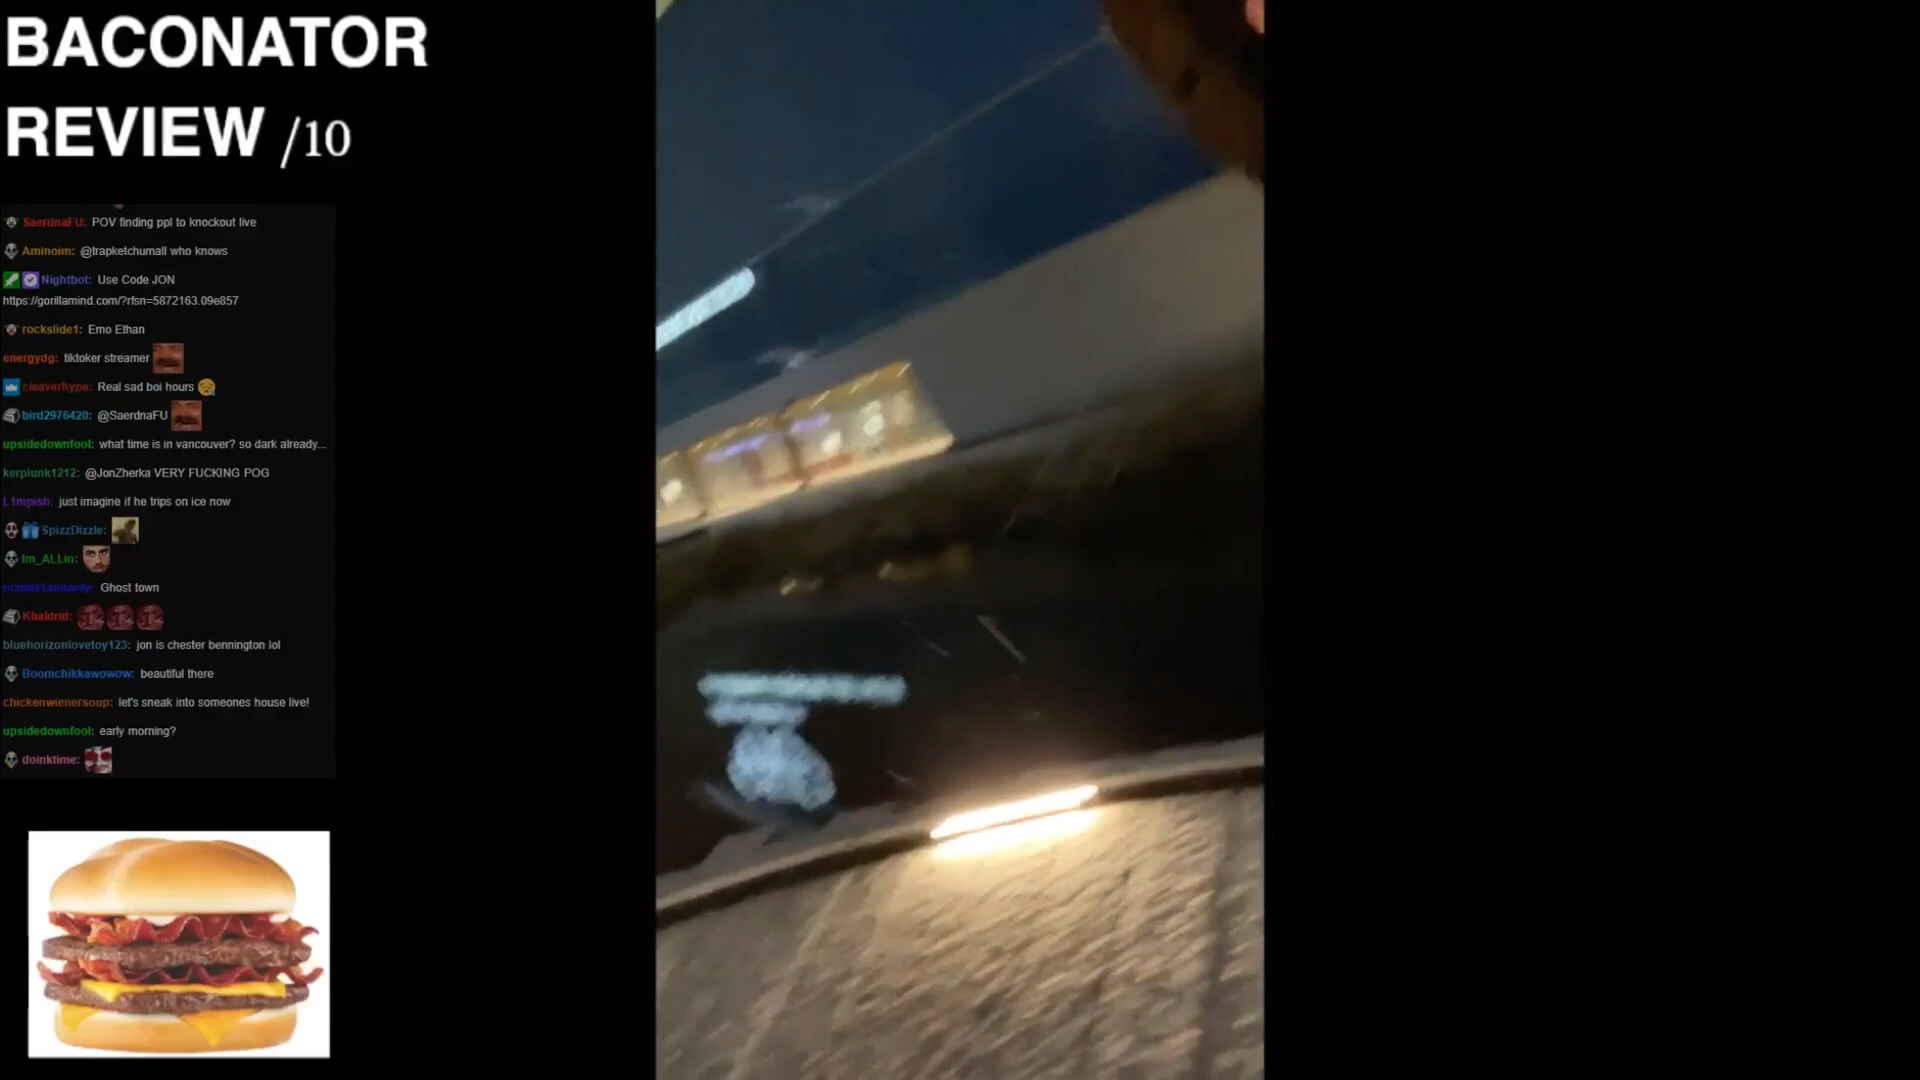 BACONATOR
REVIEW /10
SaerdnaFU: POV finding ppl to knockout live
Aminoim: @trapketchumall who knows
Nightbot: Use Code JON
https://gorillamind.com/?rfsn=5872163.09e857
rockslide1: Emo Ethan
energydg: tiktoker streamer
cleaverhype: Real sad boi hours
bird2976420: @SaerdnaFU
upsidedownfool: what time is in vancouver? so dark already...
kerplunk1212: @JonZherka VERY FUCKING POG
L1mpish: just imagine if he trips on ice now
SpizzDizzle:
Im_ALLin:
Ghost town
Khaldrid:
bluehorizonlovetoy123: jon is chester bennington lol
Boomchikkawowow: beautiful there
chickenwienersoup: let's sneak into someones house live!
upsidedownfool: early morning?
doinktime: